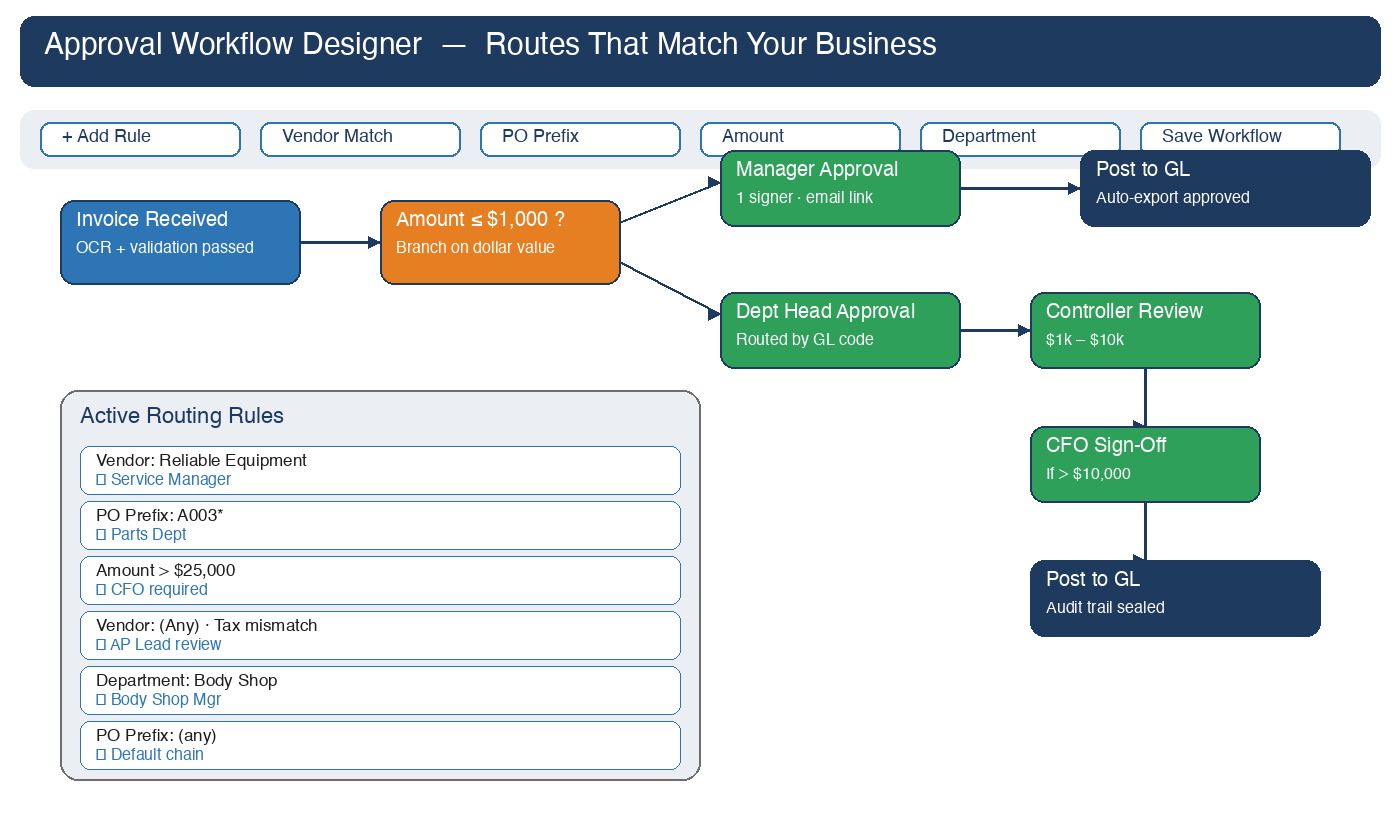 Approval Workflow Designer — Routes That Match Your Business
+ Add Rule
Vendor Match
PO Prefix
Amount
Department
Save Workflow
Invoice Received
OCR + validation passed
Amount ≤ $1,000 ?
Branch on dollar value
Manager Approval
1 signer · email link
Post to GL
Auto-export approved
Dept Head Approval
Routed by GL code
Controller Review
$1k – $10k
CFO Sign-Off
If > $10,000
Post to GL
Audit trail sealed
Active Routing Rules
Vendor: Reliable Equipment
▯ Service Manager
PO Prefix: A003*
▯ Parts Dept
Amount > $25,000
▯ CFO required
Vendor: (Any) · Tax mismatch
▯ AP Lead review
Department: Body Shop
▯ Body Shop Mgr
PO Prefix: (any)
▯ Default chain